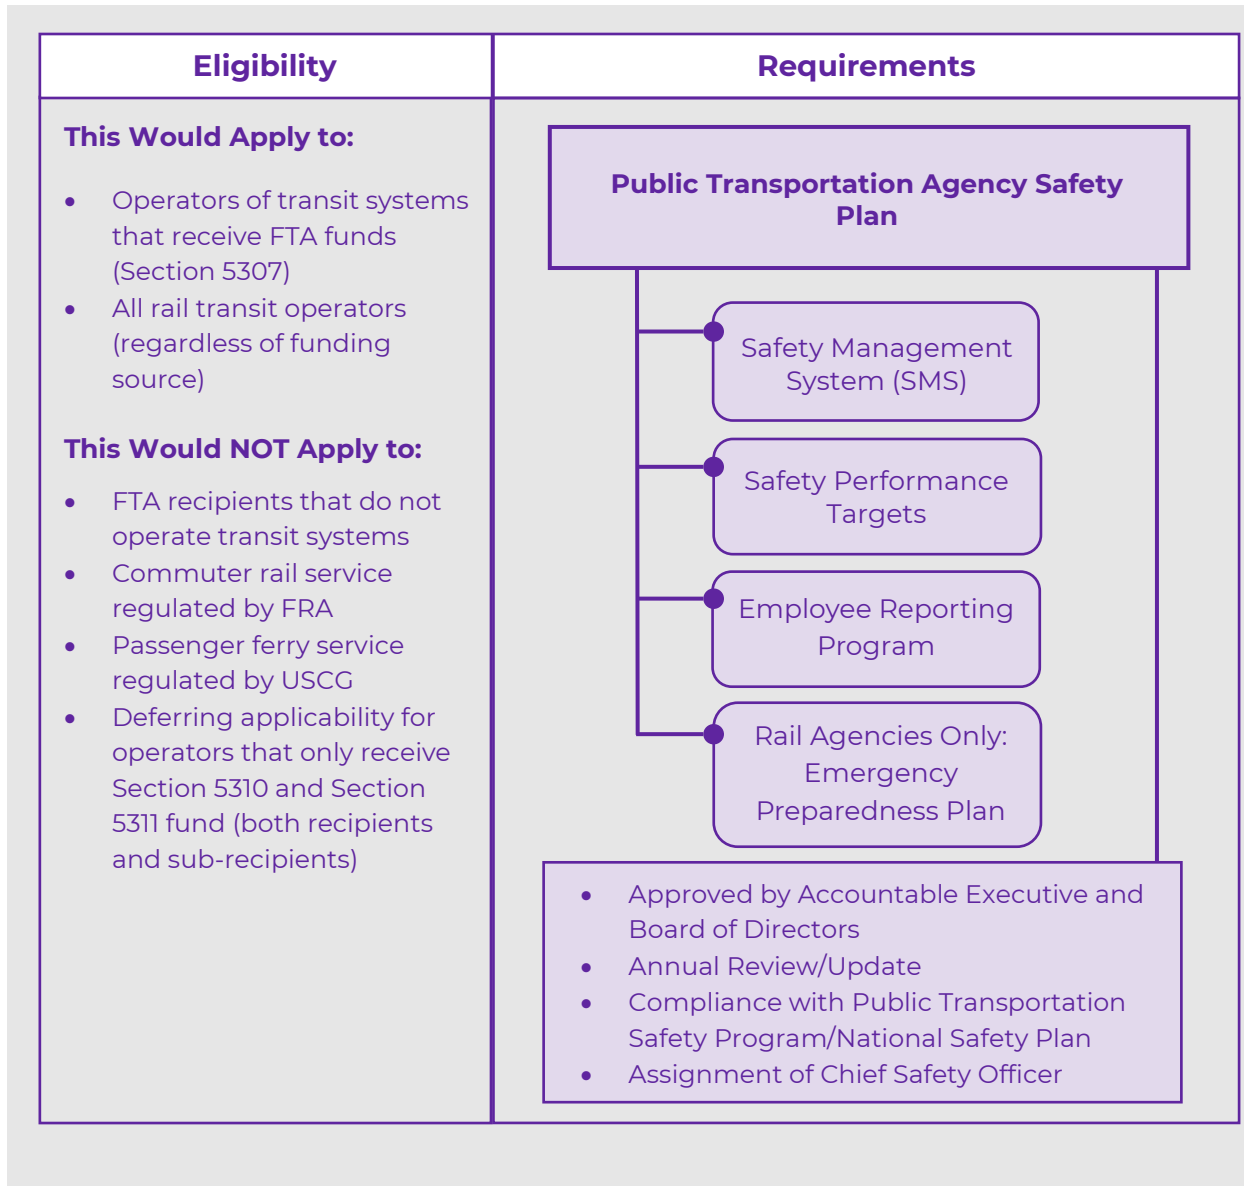 Eligibility
Requirements
This Would Apply to:
• Operators of transit systems
that receive FTA funds
(Section 5307)
• All rail transit operators
(regardless of funding
source)
This Would NOT Apply to:
• FTA recipients that do not
operate transit systems
• Commuter rail service
regulated by FRA
• Passenger ferry service
regulated by USCG
• Deferring applicability for
operators that only receive
Section 5310 and Section
5311 fund (both recipients
and sub-recipients)
Public Transportation Agency Safety
Plan
Safety Management
System (SMS)
Safety Performance
Targets
Employee Reporting
Program
Rail Agencies Only:
Emergency
Preparedness Plan
• Approved by Accountable Executive and
Board of Directors
• Annual Review/Update
• Compliance with Public Transportation
Safety Program/National Safety Plan
• Assignment of Chief Safety Officer